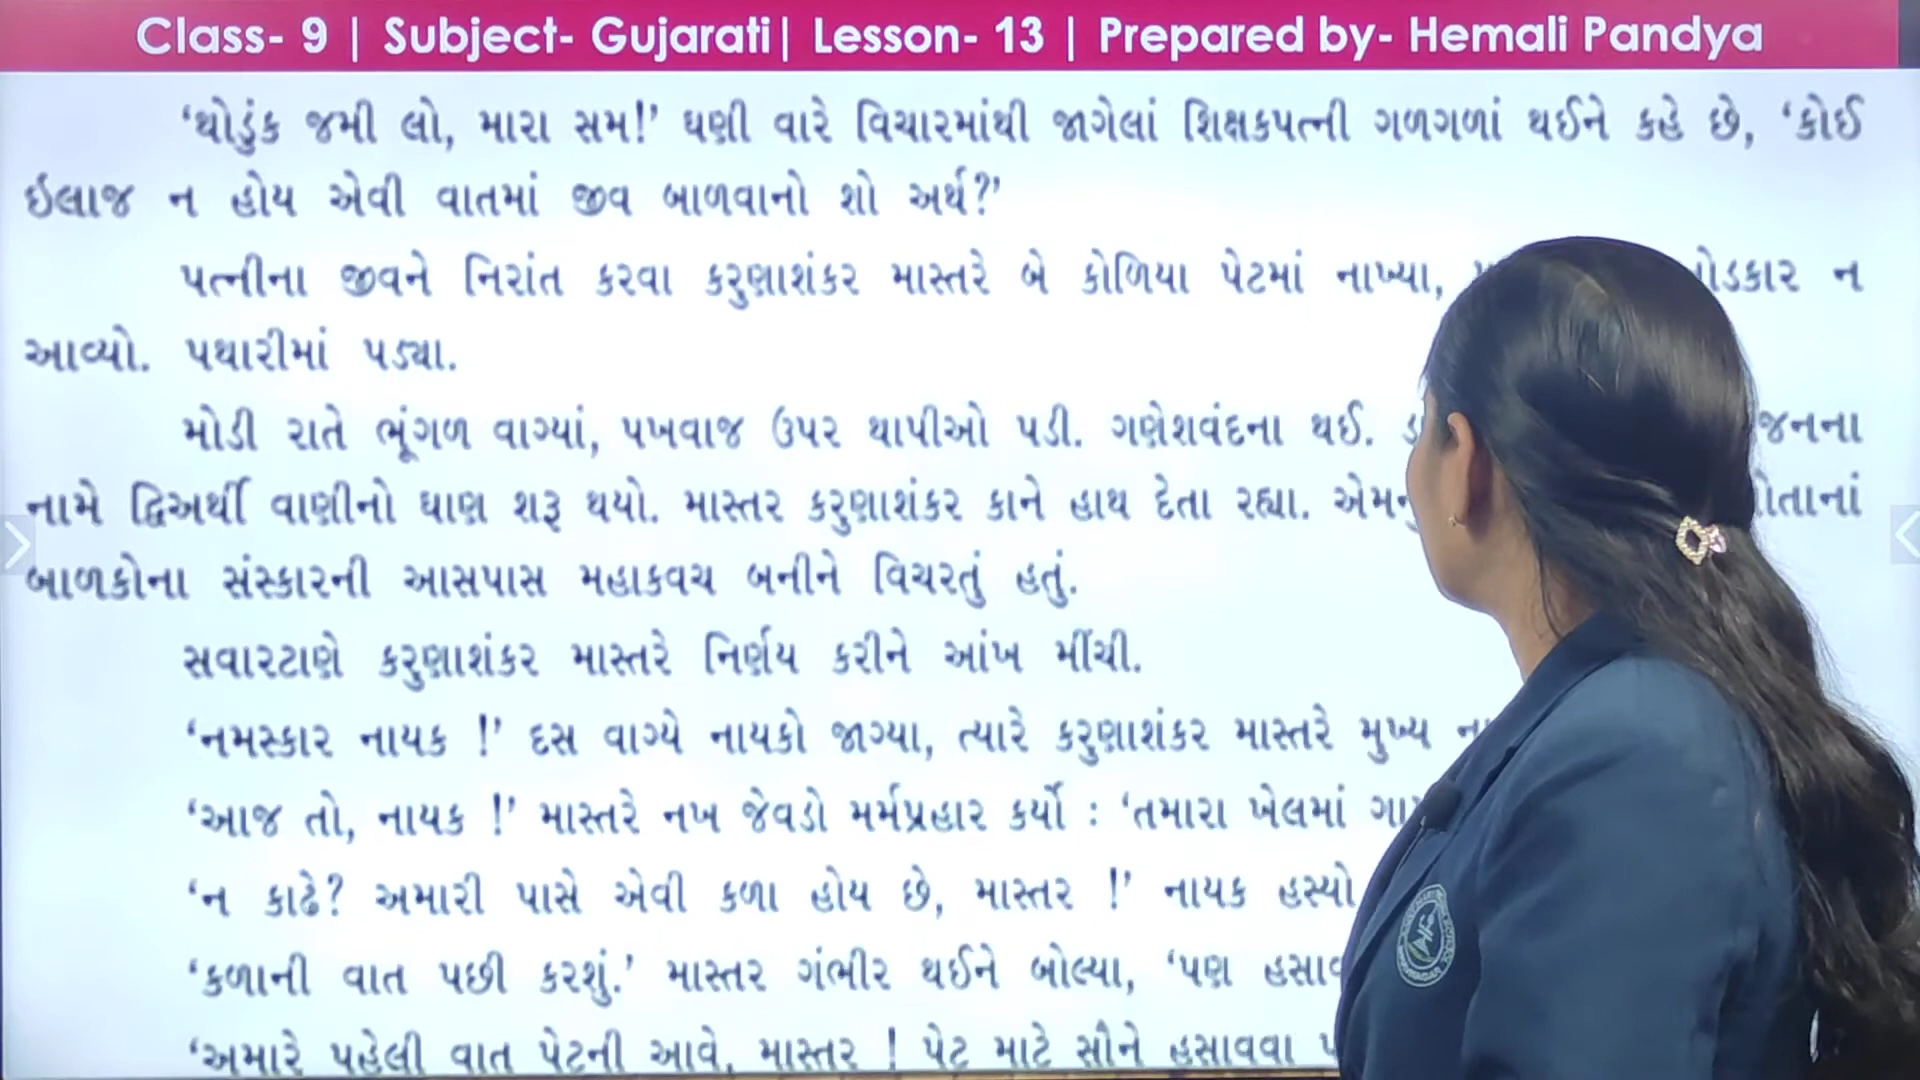 Class- 9 | Subject- Gujarati| Lesson- 13 | Prepared by- Hemali Pandya
‘થોડુંક જમી લો, મારા સમ!’ ઘણી વારે વિચારમાંથી જાગેલાં શિક્ષકપત્ની ગળગળાં થઈને કહે છે, ‘કોઈ
ઈલાજ ન હોય એવી વાતમાં જીવ બાળવાનો શો અર્થ?’
પત્નીના જીવને નિરાંત કરવા કરુણાશંકર માસ્તરે બે કોળિયા પેટમાં નાખ્યા, ન
આવ્યો. પથારીમાં પડ્યા.
મોડી રાતે ભૂંગળ વાગ્યાં, પખવાજ ઉપર થાપીઓ પડી. ગણેશવંદના થઈ.
નામે દ્વિઅર્થી વાણીનો ઘાણ શરૂ થયો. માસ્તર કરુણાશંકર કાને હાથ દેતા રહ્યા.
બાળકોના સંસ્કારની આસપાસ મહાકવચ બનીને વિચરતું હતું.
સવારટાણે કરુણાશંકર માસ્તરે નિર્ણય કરીને આંખ મીંચી.
‘નમસ્કાર નાયક !’ દસ વાગ્યે નાયકો જાગ્યા, ત્યારે કરુણાશંકર માસ્તરે મુખ્ય
‘આજ તો, નાયક !’ માસ્તરે નખ જેવડો મર્મપ્રહાર કર્યો : ‘તમારા ખેલમાં
‘ન કાઢે? અમારી પાસે એવી કળા હોય છે, માસ્તર !’ નાયક હસ્યો
‘કળાની વાત પછી કરશું.’ માસ્તર ગંભીર થઈને બોલ્યા, ‘પણ
‘અમારે પહેલી વાત પેટની આવે, માસ્તર ! પેટ માટે સૌને હસાવવા